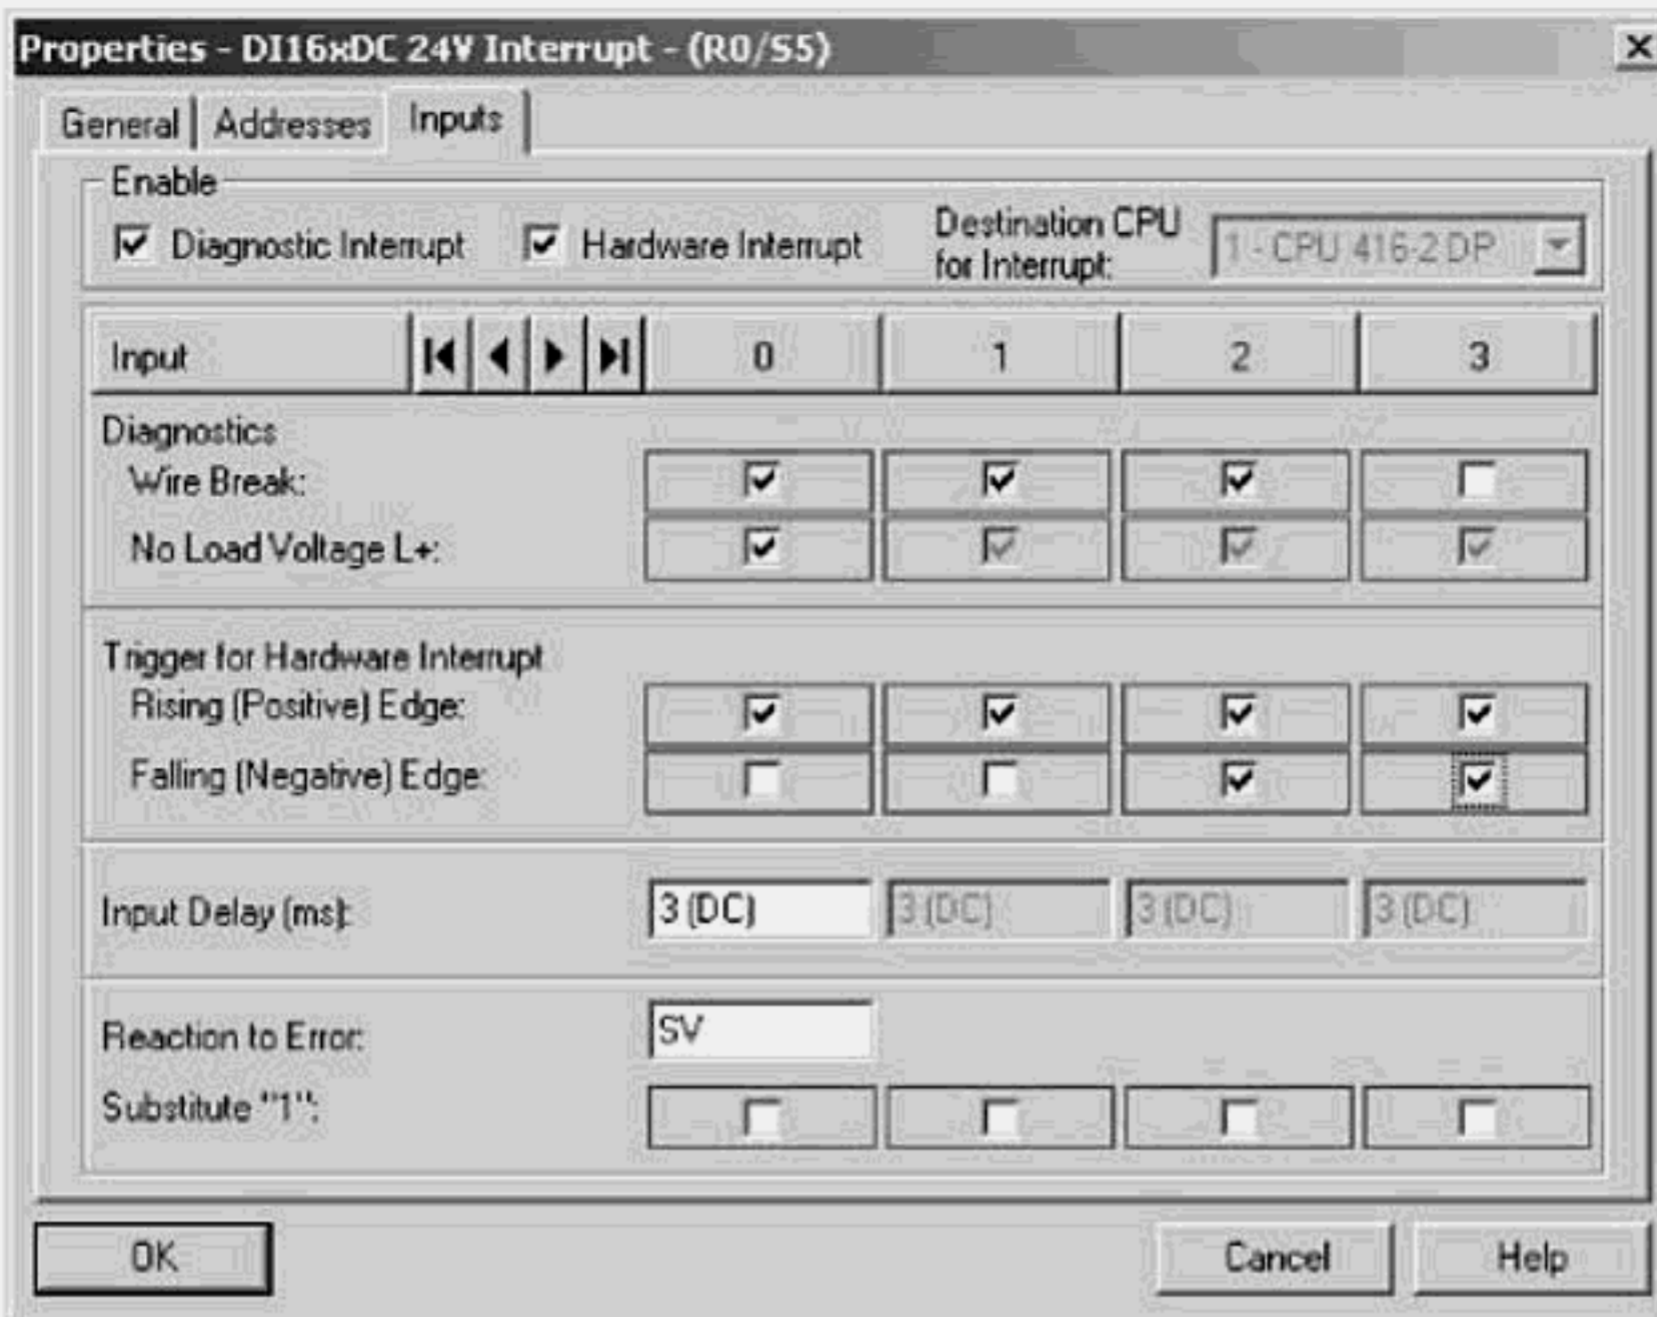 Properties - DI16xDC 24V Interrupt - (R0/S5)
General Addresses Inputs
Enable
Diagnostic Interrupt Hardware Interrupt Destination CPU for Interrupt: 1 - CPU 416-2 DP
Input 0 1 2 3
Diagnostics
Wire Break:
No Load Voltage L+:
Trigger for Hardware Interrupt
Rising (Positive) Edge:
Falling (Negative) Edge:
Input Delay (ms): 3 (DC) 3 (DC) 3 (DC) 3 (DC)
Reaction to Error: SV
Substitute "1":
OK Cancel Help